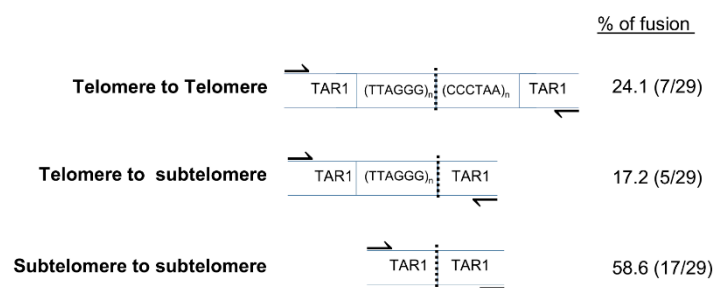 % of fusion
Telomere to Telomere TAR1 (TTAGGG)n (CCCTAA)n TAR1 24.1 (7/29)
Telomere to subtelomere TAR1 (TTAGGG)n TAR1 17.2 (5/29)
Subtelomere to subtelomere TAR1 TAR1 58.6 (17/29)